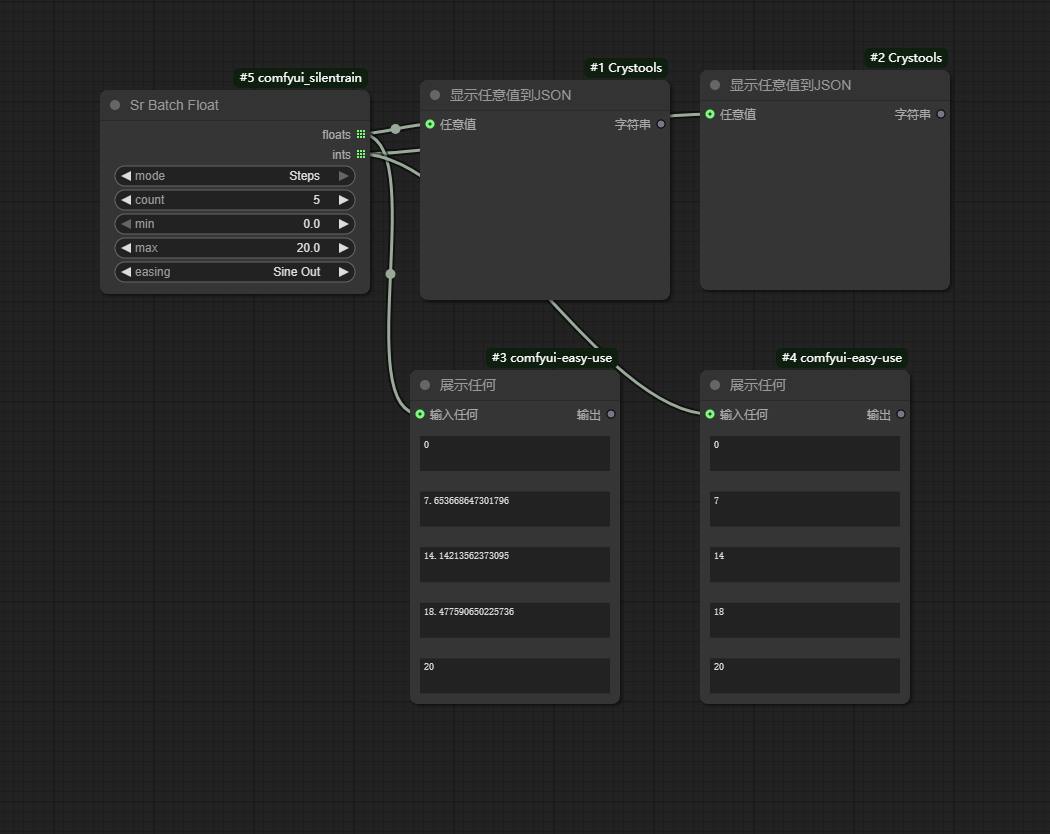 #5 comfyui_silentrain
Sr Batch Float
floats
ints
mode Steps
count 5
min 0.0
max 20.0
easing Sine Out
#1 Crystools
显示任意值到JSON
任意值 字符串
#2 Crystools
显示任意值到JSON
任意值 字符串
#3 comfyui-easy-use
展示任何
输入任何 输出
0
7.653668647301796
14.14213562373095
18.477590650225736
20
#4 comfyui-easy-use
展示任何
输入任何 输出
0
7
14
18
20